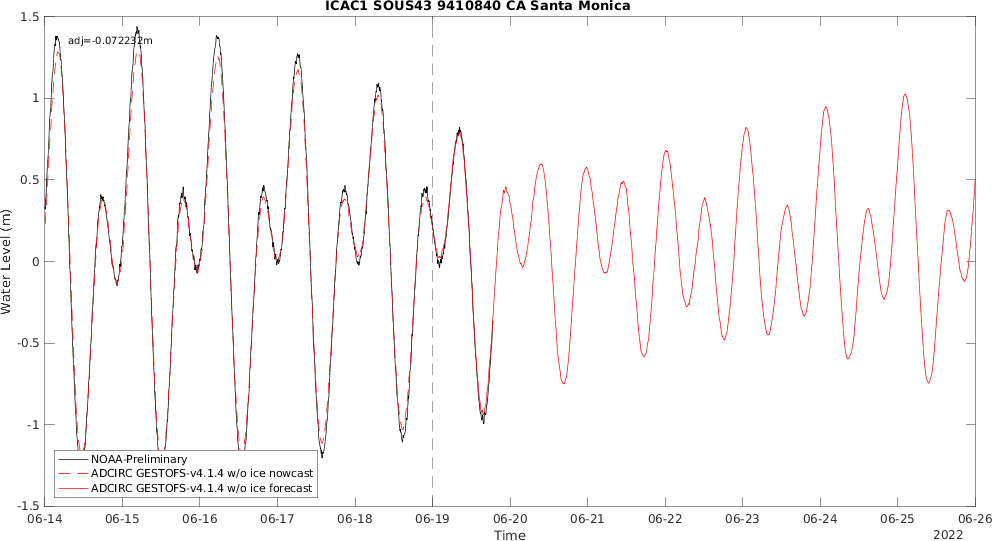 ICAC1 SOUS43 9410840 CA Santa Monica
1.5
adj=-0.072232m
1
0.5
0
-0.5
-1
-1.5
Water Level (m)
NOAA-Preliminary
ADCIRC GESTOFS-v4.1.4 w/o ice nowcast
ADCIRC GESTOFS-v4.1.4 w/o ice forecast
06-14 06-15 06-16 06-17 06-18 06-19 06-20 06-21 06-22 06-23 06-24 06-25 06-26
Time
2022